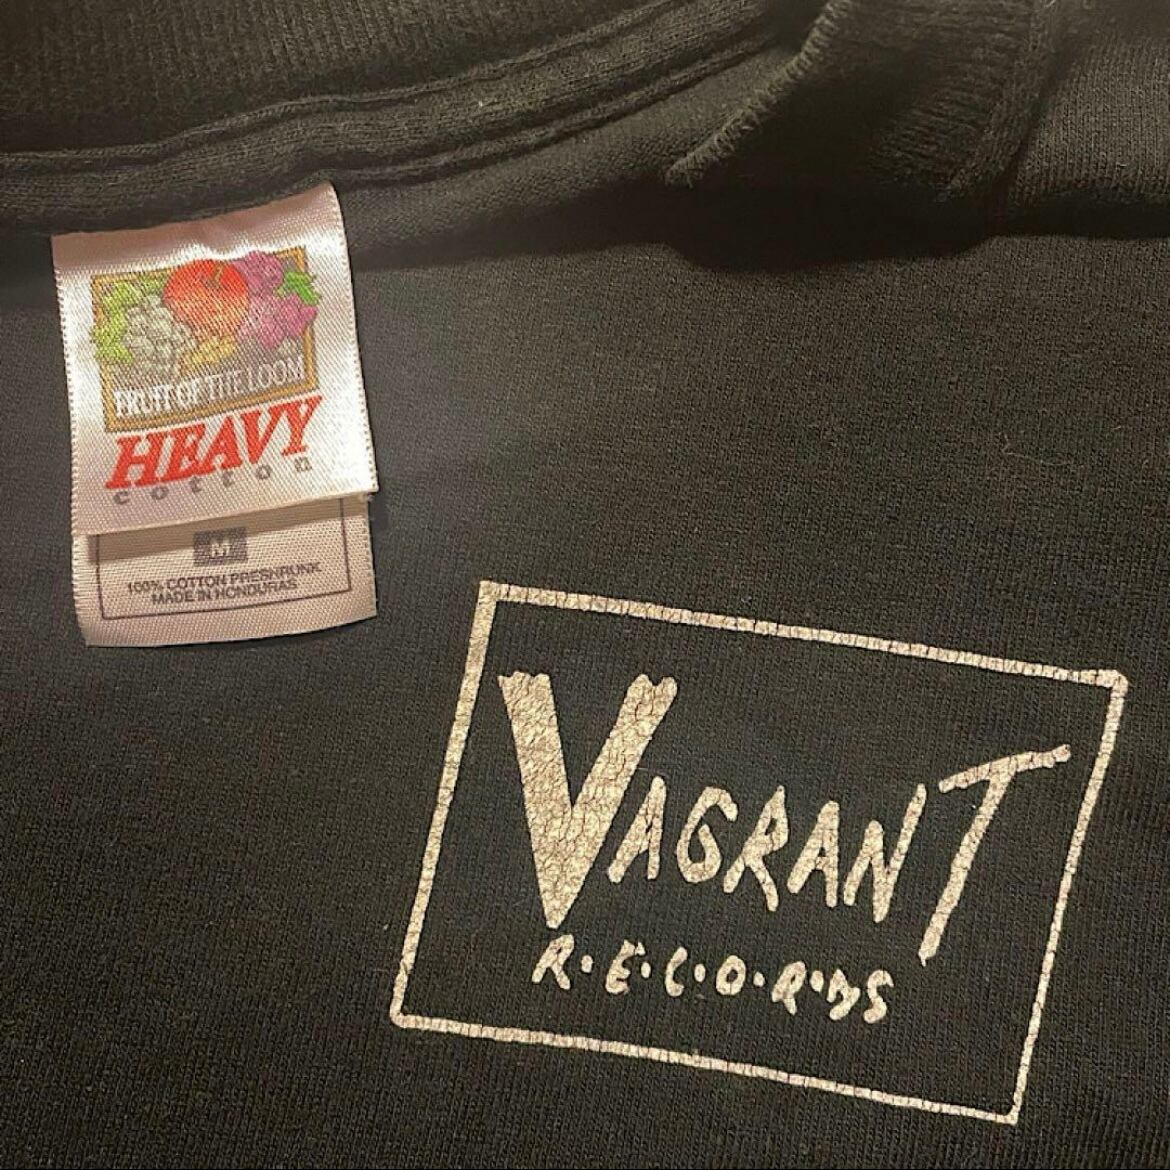 FRUIT OF THE LOOM
HEAVY
cotton
M
100% COTTON PRESHRUNK
MADE IN HONDURAS
VAGRANT
R·E·C·O·R·D·S